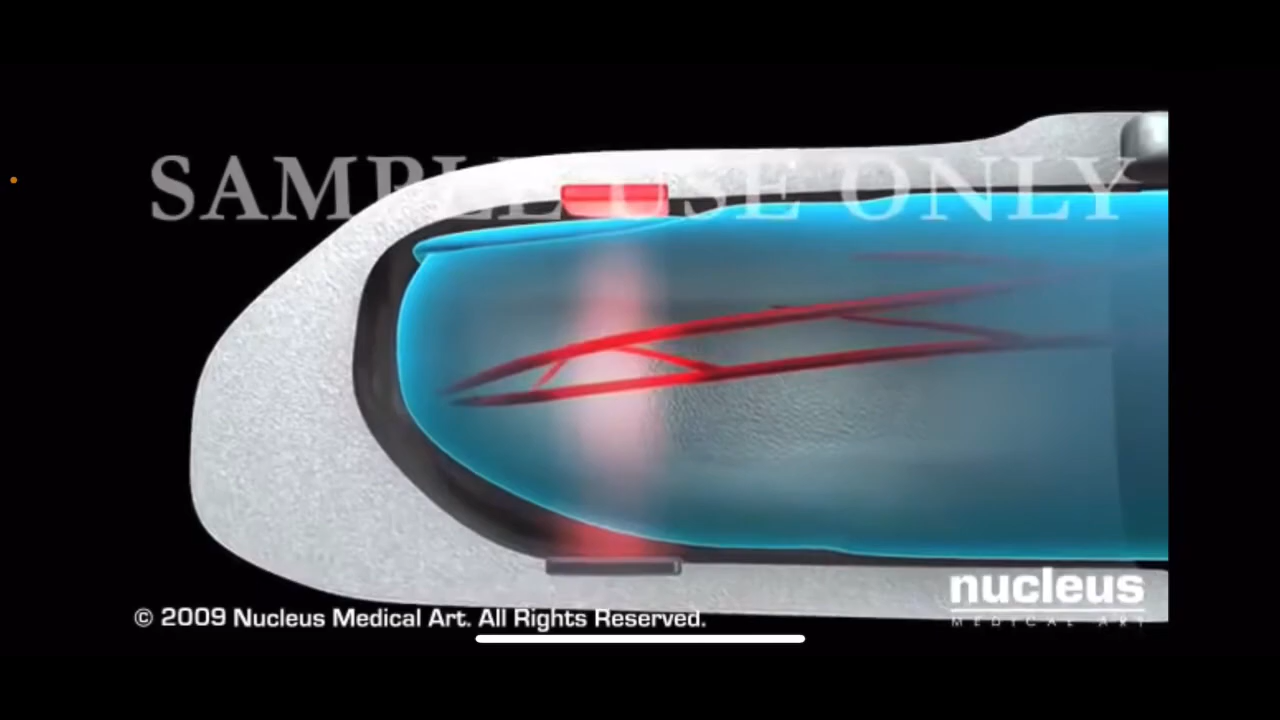 SAMPLE USE ONLY
nucleus
MEDICAL ART
© 2009 Nucleus Medical Art. All Rights Reserved.